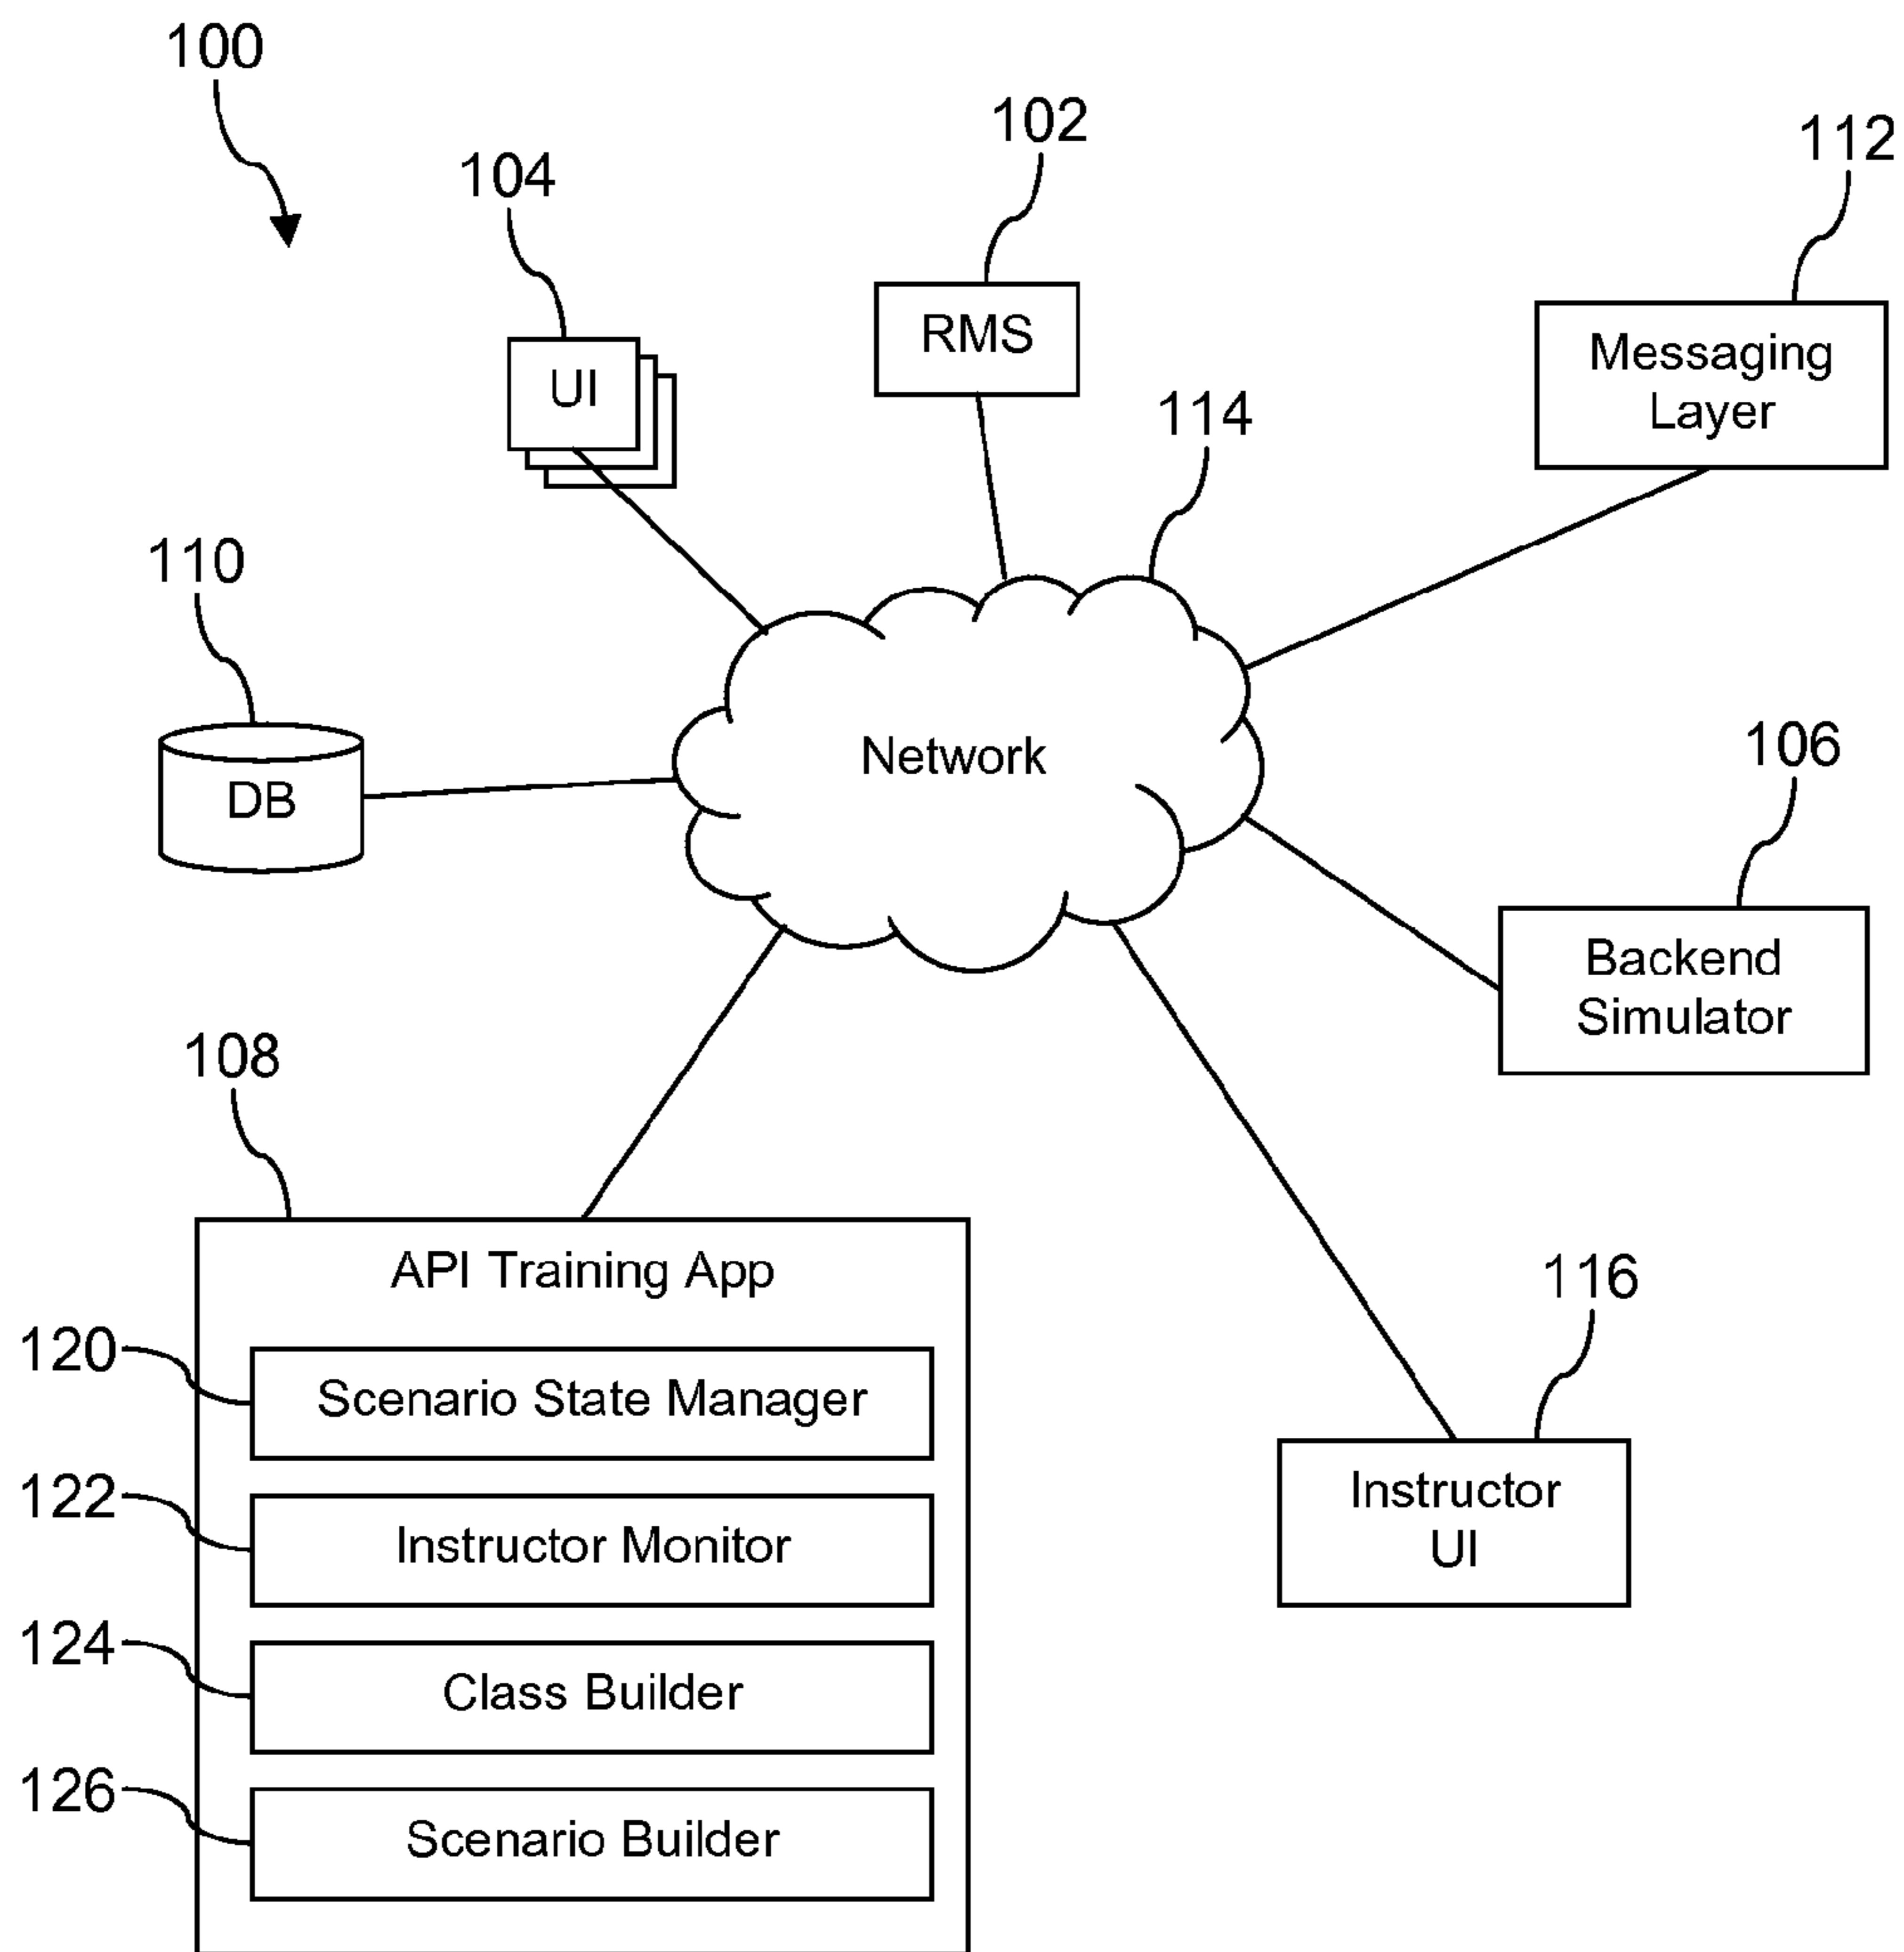 100
102
112
104
RMS
Messaging
Layer
UI
114
110
106
Network
DB
Backend
Simulator
108
API Training App
116
120
Scenario State Manager
122
Instructor Monitor
Instructor
UI
124
Class Builder
126
Scenario Builder